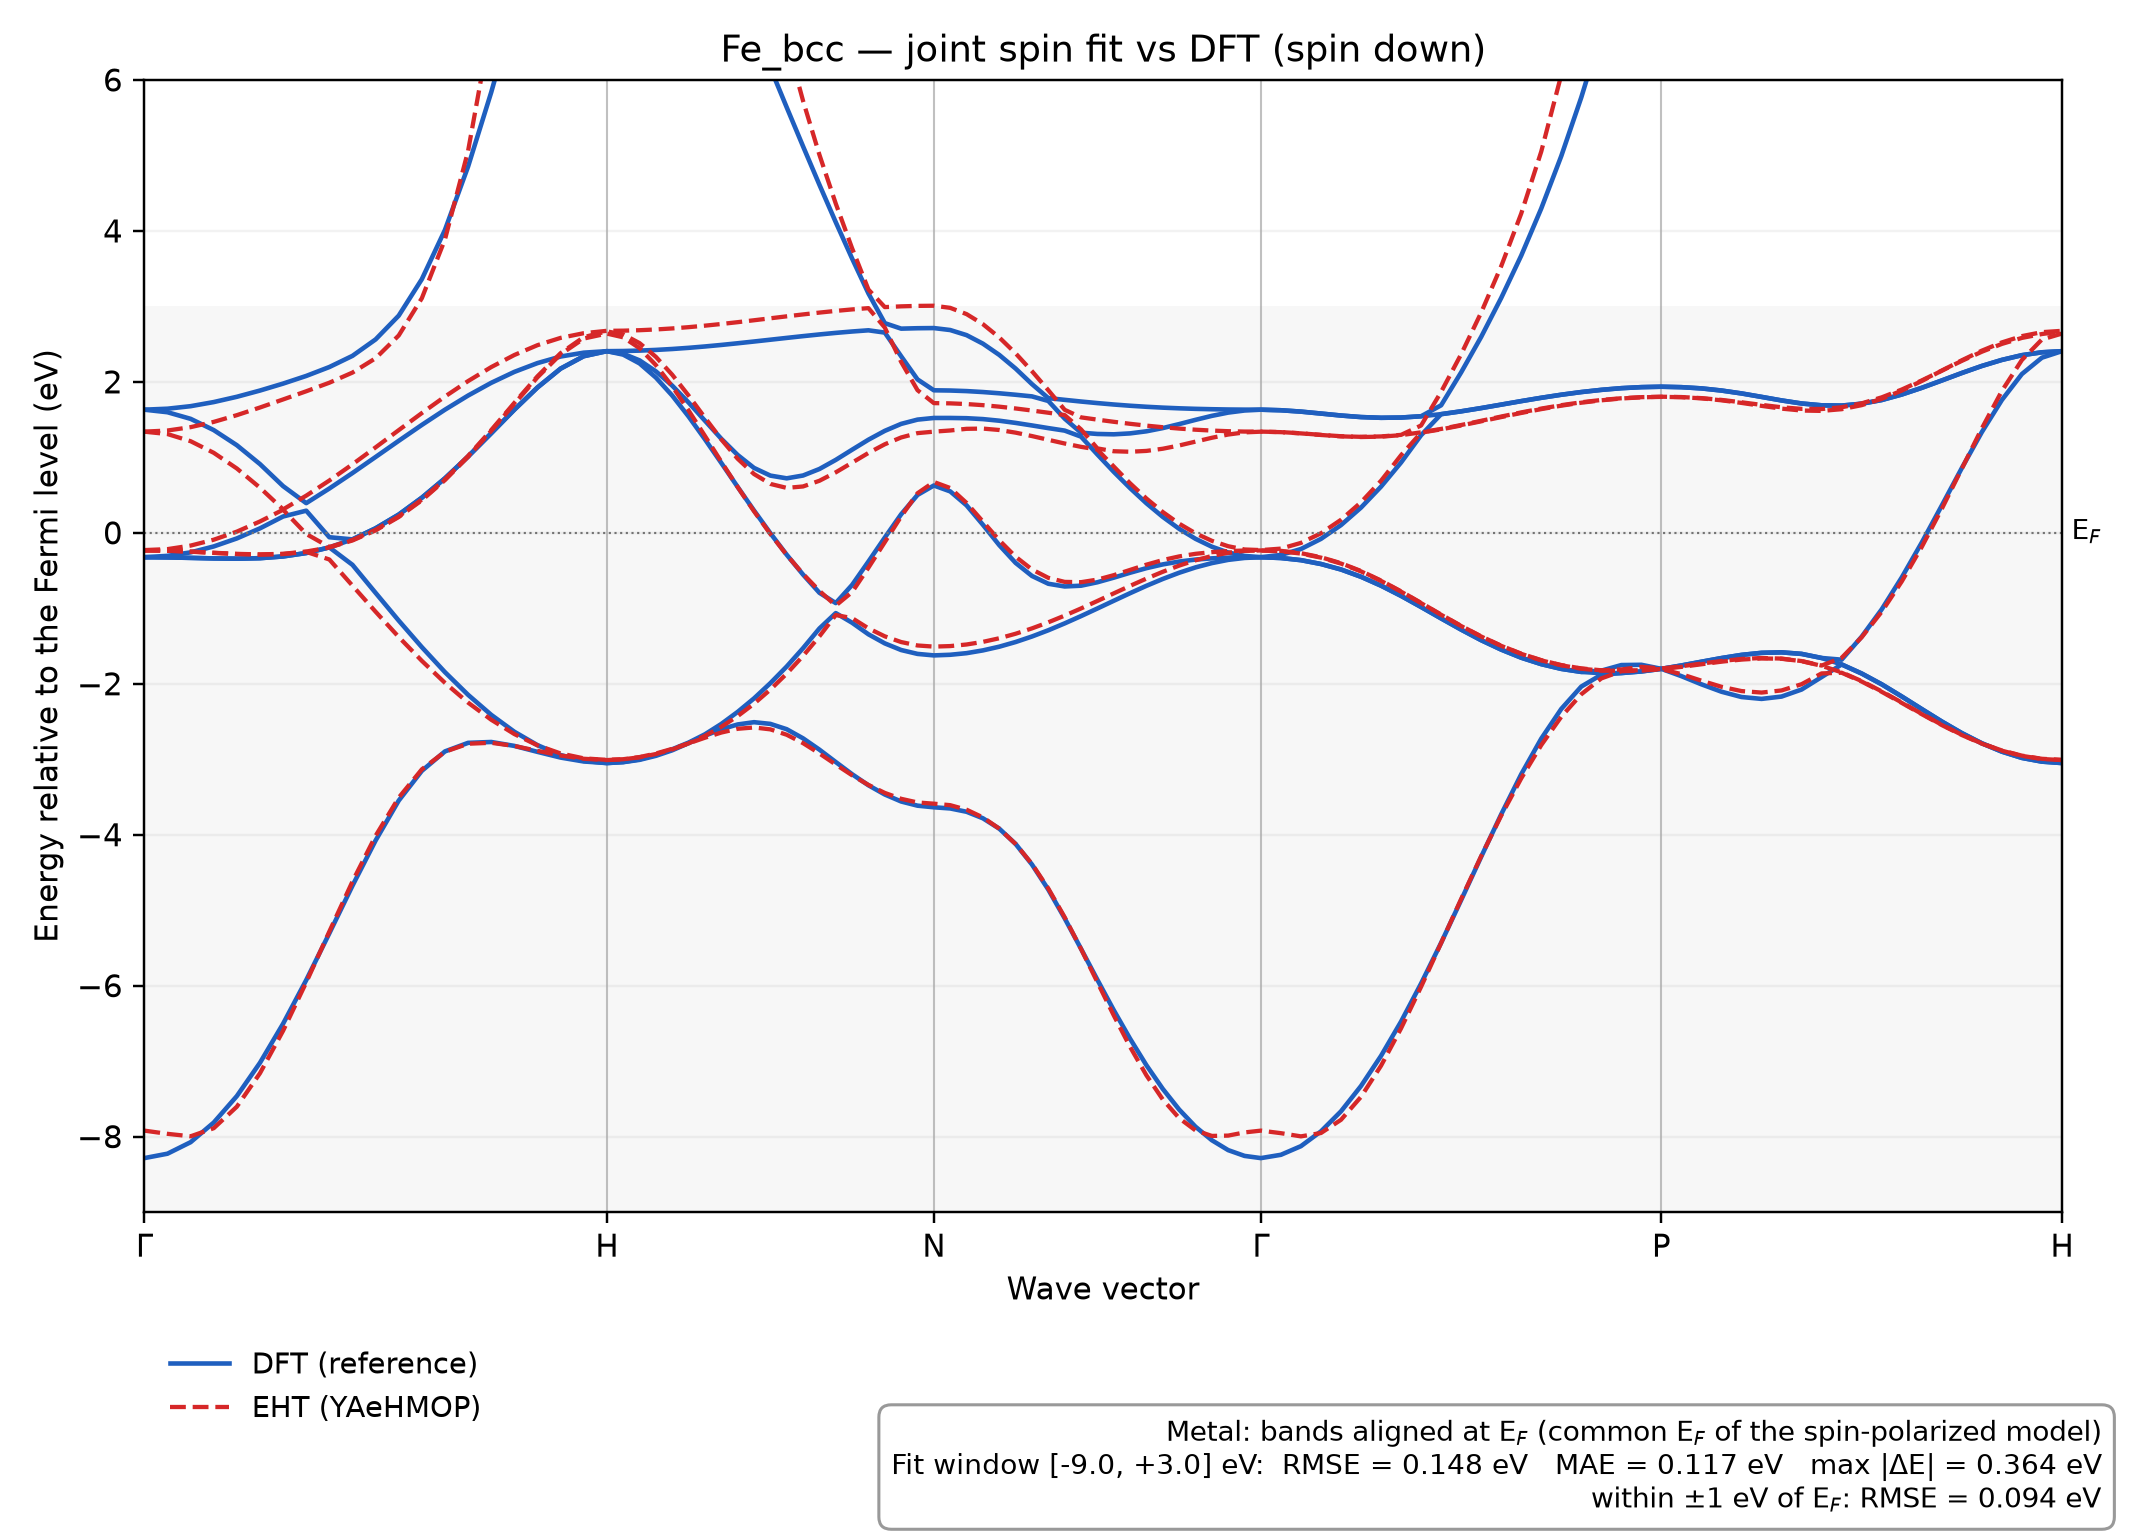 Fe_bcc — joint spin fit vs DFT (spin down)
Energy relative to the Fermi level (eV)
6
4
2
0
−2
−4
−6
−8
E_F
Γ H N Γ P H
Wave vector
DFT (reference)
EHT (YAeHMOP)
Metal: bands aligned at E_F (common E_F of the spin-polarized model)
Fit window [-9.0, +3.0] eV: RMSE = 0.148 eV MAE = 0.117 eV max |ΔE| = 0.364 eV
within ±1 eV of E_F: RMSE = 0.094 eV